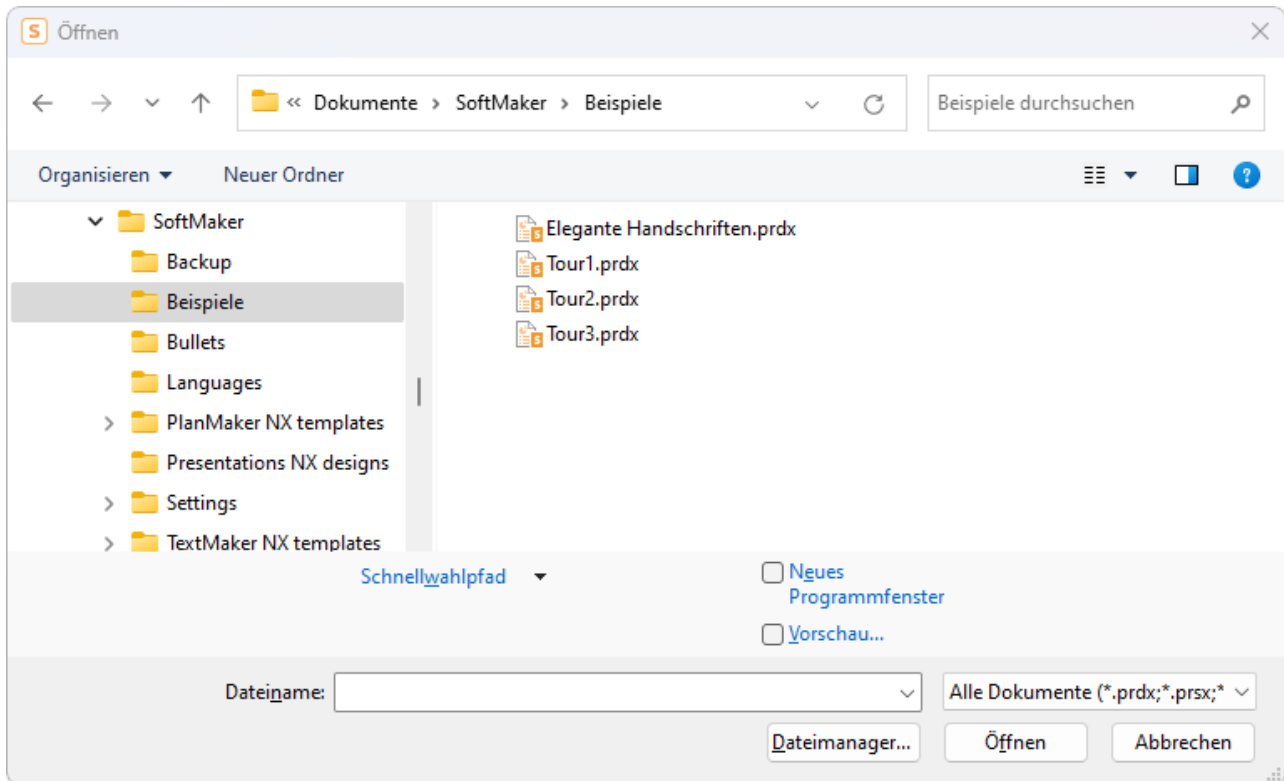 S Öffnen
« Dokumente > SoftMaker > Beispiele
Beispiele durchsuchen
Organisieren
Neuer Ordner
?
SoftMaker
Backup
Beispiele
Bullets
Languages
PlanMaker NX templates
Presentations NX designs
Settings
TextMaker NX templates
Elegante Handschriften.prdx
Tour1.prdx
Tour2.prdx
Tour3.prdx
Schnellwahlpfad
Neues
Programmfenster
Vorschau...
Dateiname:
Alle Dokumente (*.prdx;*.prsx;*
Dateimanager...
Öffnen
Abbrechen